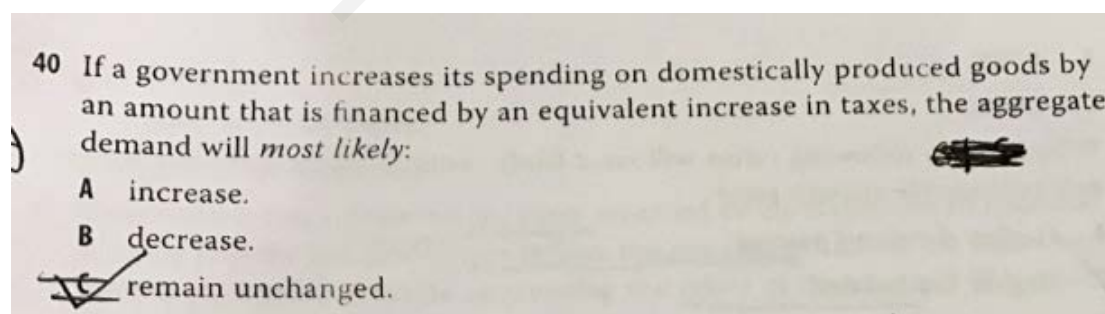 40 If a government increases its spending on domestically produced goods by
an amount that is financed by an equivalent increase in taxes, the aggregate
demand will most likely:
A increase.
B decrease.
C remain unchanged.